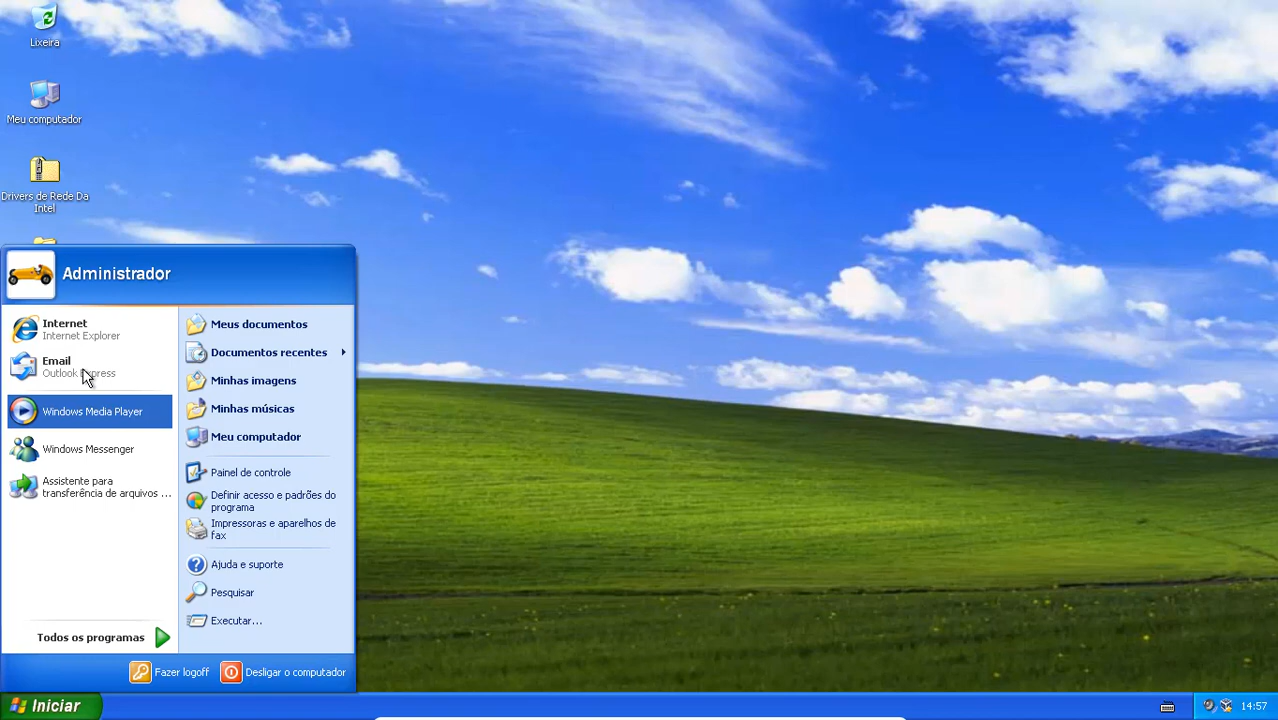 Lixeira
Meu computador
Drivers de Rede Da
Intel
Administrador
Internet
Internet Explorer
Email
Outlook Express
Windows Media Player
Windows Messenger
Assistente para
transferência de arquivos ...
Todos os programas
Meus documentos
Documentos recentes
Minhas imagens
Minhas músicas
Meu computador
Painel de controle
Definir acesso e padrões do
programa
Impressoras e aparelhos de
fax
Ajuda e suporte
Pesquisar
Executar...
Fazer logoff
Desligar o computador
Iniciar
14:57